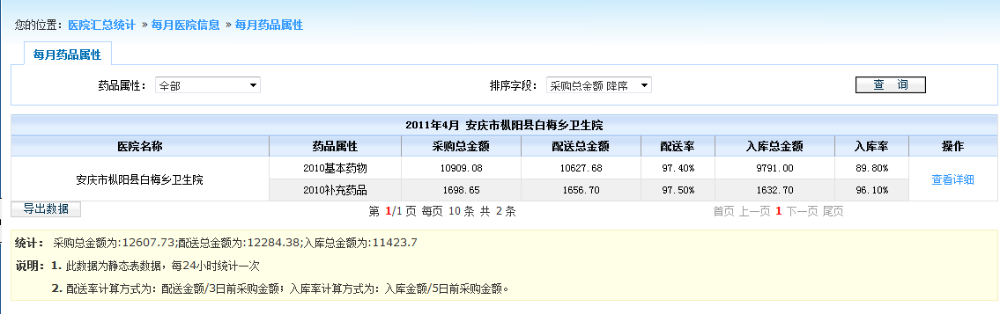 您的位置：医院汇总统计 » 每月医院信息 » 每月药品属性
每月药品属性
药品属性： 全部 排序字段： 采购总金额 降席 查 询
2011年4月 安庆市枞阳县白梅乡卫生院
医院名称 药品属性 采购总金额 配送总金额 配送率 入库总金额 入库率 操作
安庆市枞阳县白梅乡卫生院 2010基本药物 10909.08 10627.68 97.40% 9791.00 89.80% 查看详细
2010补充药品 1698.65 1656.70 97.50% 1632.70 96.10%
导出数据 第 1/1 页 每页 10 条 共 2 条 首页 上一页 1 下一页 尾页
统计： 采购总金额为:12607.73;配送总金额为:12284.38;入库总金额为:11423.7
说明：1. 此数据为静态表数据，每24小时统计一次
2. 配送率计算方式为：配送金额/3日前采购金额；入库率计算方式为：入库金额/5日前采购金额。